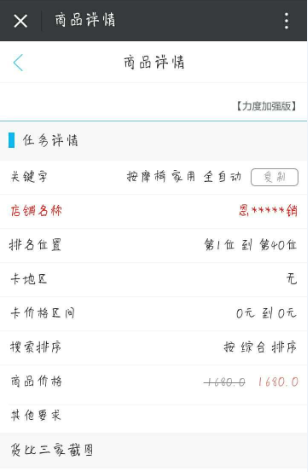 商品详情
商品详情
【力度加强版】
任务详情
关键字 按摩椅家用全自动 复制
店铺名称 恩*****销
排名位置 第1位 到 第40位
卡地区 无
卡价格区间 0元 到 0元
搜索排序 按 综合 排序
商品价格 1680.0 1680.0
其他要求
货比三家截图